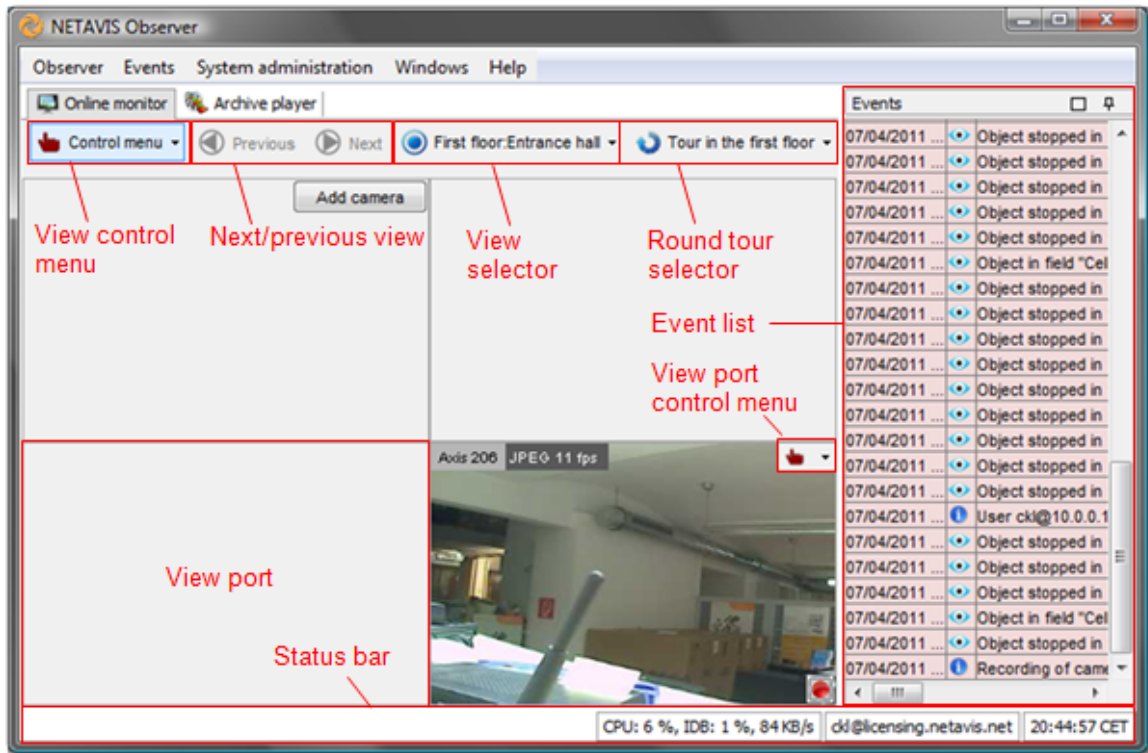 NETAVIS Observer
Observer Events System administration Windows Help
Online monitor Archive player
Control menu Previous Next First floor:Entrance hall Tour in the first floor
Add camera
View control
menu
Next/previous view
View
selector
Round tour
selector
Event list
View port
control menu
Axis 206 JPEG 11 fps
View port
Status bar
Events
07/04/2011 ... Object stopped in
07/04/2011 ... Object stopped in
07/04/2011 ... Object stopped in
07/04/2011 ... Object stopped in
07/04/2011 ... Object stopped in
07/04/2011 ... Object in field "Cel
07/04/2011 ... Object stopped in
07/04/2011 ... Object stopped in
07/04/2011 ... Object stopped in
07/04/2011 ... Object stopped in
07/04/2011 ... Object stopped in
07/04/2011 ... Object stopped in
07/04/2011 ... Object stopped in
07/04/2011 ... Object stopped in
07/04/2011 ... Object stopped in
07/04/2011 ... User ckl@10.0.0.1
07/04/2011 ... Object stopped in
07/04/2011 ... Object stopped in
07/04/2011 ... Object stopped in
07/04/2011 ... Object in field "Cel
07/04/2011 ... Object stopped in
07/04/2011 ... Recording of came
CPU: 6 %, IDB: 1 %, 84 KB/s ckl@licensing.netavis.net 20:44:57 CET